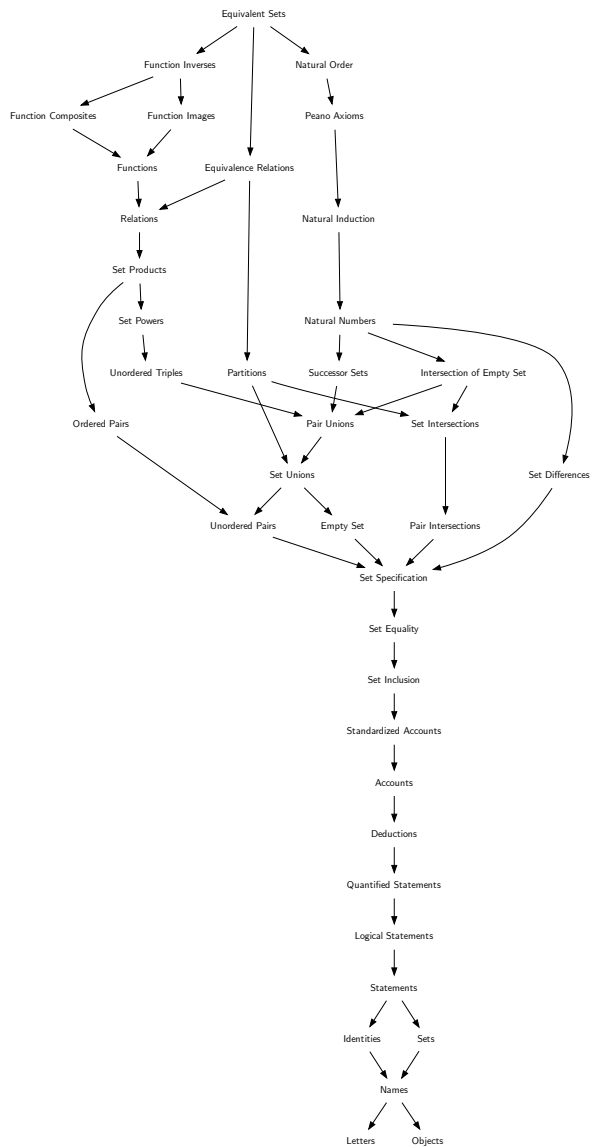 Equivalent Sets
Function Inverses
Natural Order
Function Composites
Function Images
Peano Axioms
Functions
Equivalence Relations
Relations
Natural Induction
Set Products
Set Powers
Natural Numbers
Unordered Triples
Partitions
Successor Sets
Intersection of Empty Set
Ordered Pairs
Pair Unions
Set Intersections
Set Unions
Set Differences
Unordered Pairs
Empty Set
Pair Intersections
Set Specification
Set Equality
Set Inclusion
Standardized Accounts
Accounts
Deductions
Quantified Statements
Logical Statements
Statements
Identities
Sets
Names
Letters
Objects